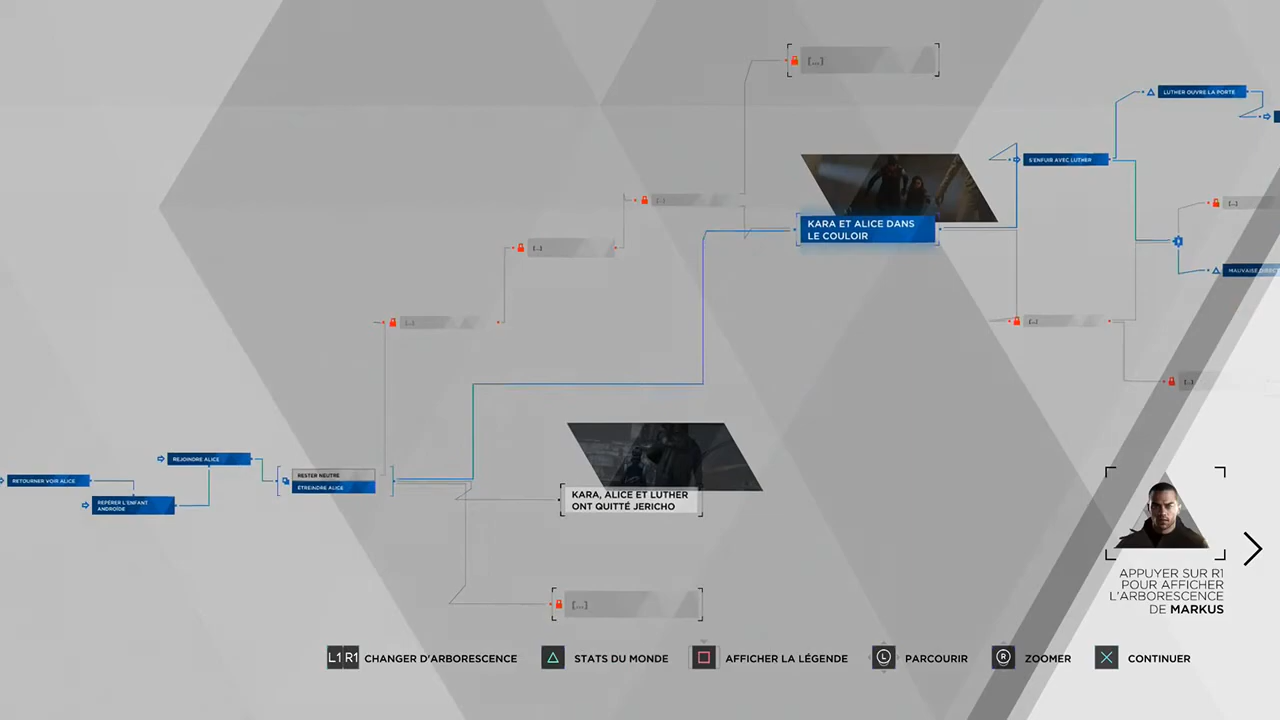 [...]
LUTHER OUVRE LA PORTE
S'ENFUIR AVEC LUTHER
[...]
[...]
KARA ET ALICE DANS
LE COULOIR
[...]
MAUVAISE DIRECT
[...]
[...]
[...]
REJOINDRE ALICE
RETOURNER VOIR ALICE
RESTER NEUTRE
ÉTREINDRE ALICE
REPÉRER L'ENFANT
ANDROÏDE
KARA, ALICE ET LUTHER
ONT QUITTÉ JERICHO
[...]
APPUYER SUR R1
POUR AFFICHER
L'ARBORESCENCE
DE MARKUS
L1 R1 CHANGER D'ARBORESCENCE
STATS DU MONDE
AFFICHER LA LÉGENDE
L PARCOURIR
R ZOOMER
CONTINUER